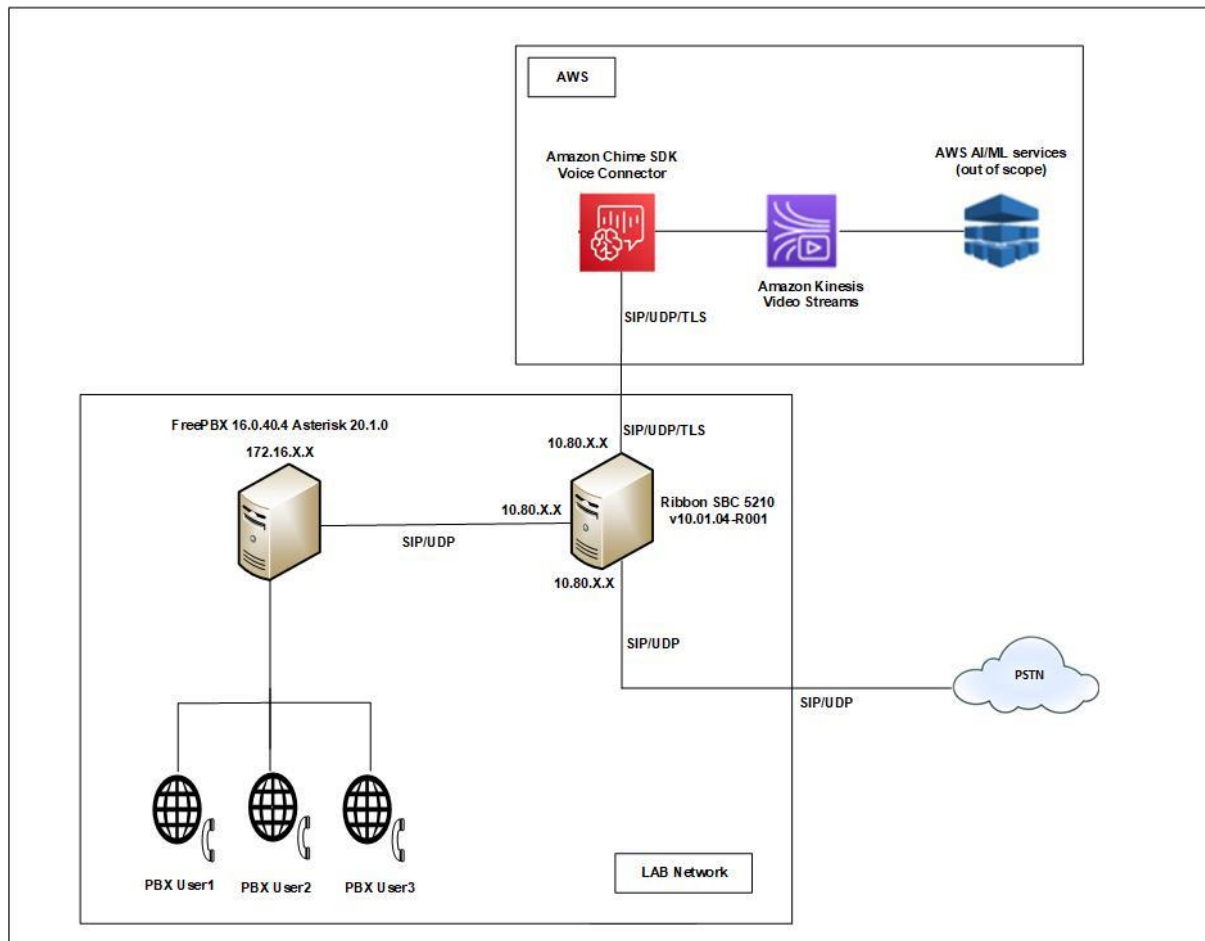 AWS
Amazon Chime SDK
Voice Connector
AWS AI/ML services
(out of scope)
Amazon Kinesis
Video Streams
SIP/UDP/TLS
FreePBX 16.0.40.4 Asterisk 20.1.0
172.16.X.X
SIP/UDP/TLS
10.80.X.X
Ribbon SBC 5210
v10.01.04-R001
10.80.X.X
SIP/UDP
10.80.X.X
SIP/UDP
PSTN
SIP/UDP
LAB Network
PBX User1
PBX User2
PBX User3